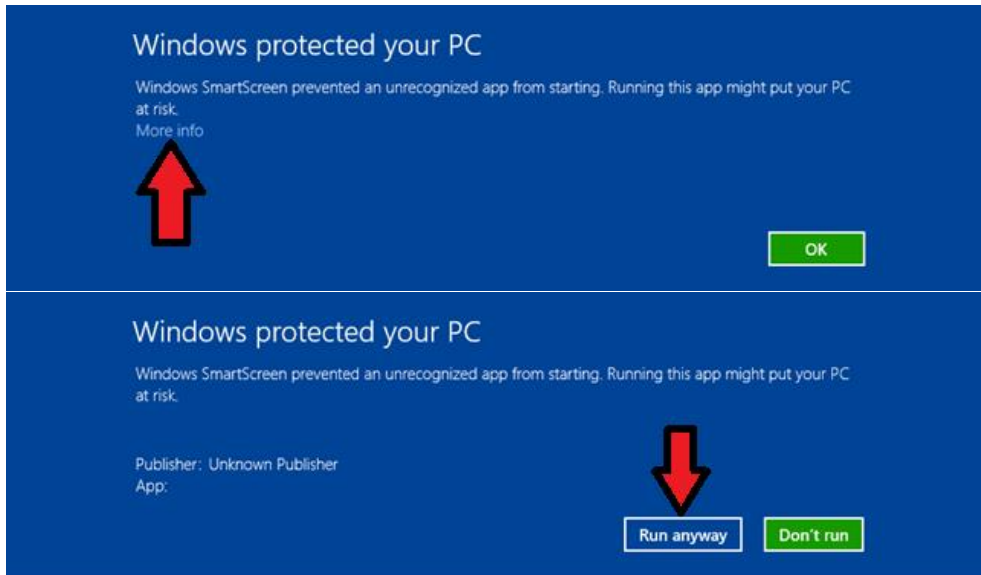 Windows protected your PC
Windows SmartScreen prevented an unrecognized app from starting. Running this app might put your PC
at risk.
More info
OK
Windows protected your PC
Windows SmartScreen prevented an unrecognized app from starting. Running this app might put your PC
at risk.
Publisher: Unknown Publisher
App:
Run anyway Don't run